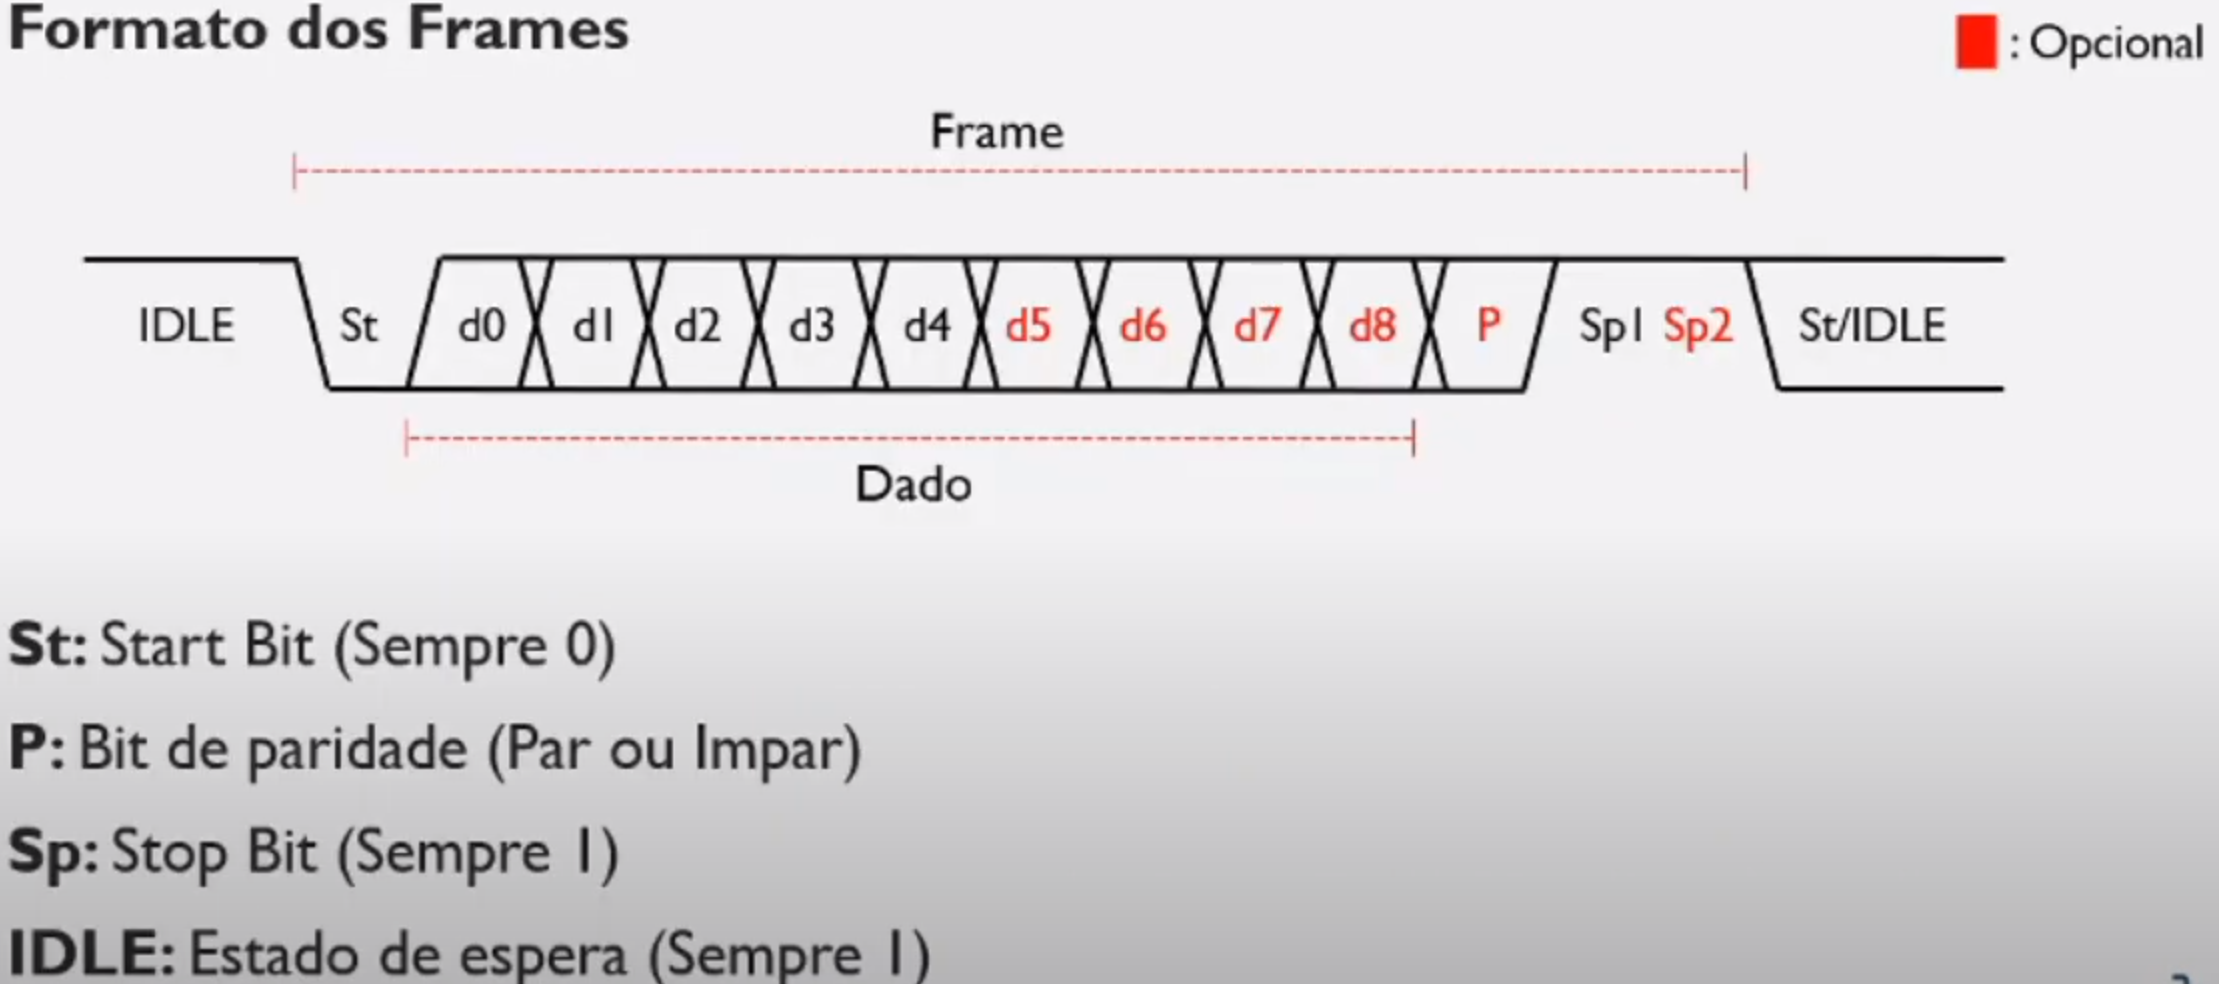 Formato dos Frames
: Opcional
Frame
IDLE St d0 d1 d2 d3 d4 d5 d6 d7 d8 P Sp1 Sp2 St/IDLE
Dado
St: Start Bit (Sempre 0)
P: Bit de paridade (Par ou Impar)
Sp: Stop Bit (Sempre 1)
IDLE: Estado de espera (Sempre 1)